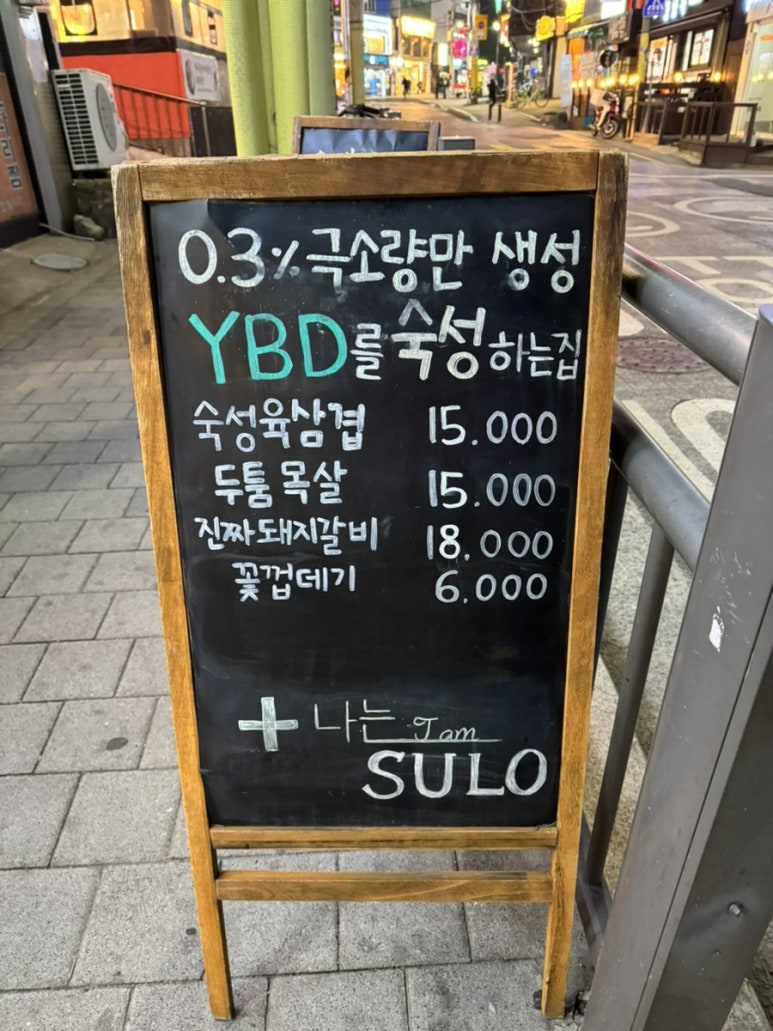 0.3% 극소량만 생성
YBD를 숙성하는집
숙성육삼겹 15.000
두툼목살 15.000
진짜돼지갈비 18.000
꽃껍데기 6.000
+ 나는 I am
SULO